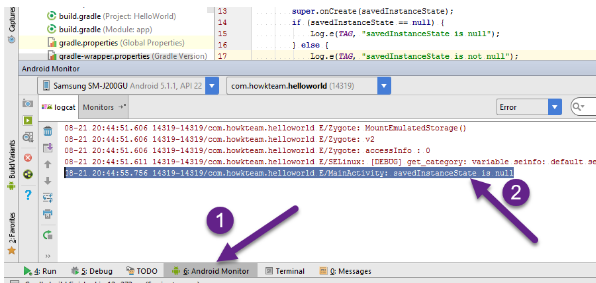 Captures
build.gradle (Project: HelloWorld)
build.gradle (Module: app)
gradle.properties (Global Properties)
gradle-wrapper.properties (Gradle Version)
13 super.onCreate(savedInstanceState);
14 if (savedInstanceState == null) {
15 Log.e(TAG, "savedInstanceState is null");
16 } else {
17 Log.e(TAG, "savedInstanceState is not null");
Android Monitor
Samsung SM-J200GU Android 5.1.1, API 22
com.howkteam.helloworld (14319)
logcat Monitors Error
08-21 20:44:51.606 14319-14319/com.howkteam.helloworld E/Zygote: MountEmulatedStorage()
08-21 20:44:51.606 14319-14319/com.howkteam.helloworld E/Zygote: v2
08-21 20:44:51.606 14319-14319/com.howkteam.helloworld E/Zygote: accessInfo : 0
08-21 20:44:51.611 14319-14319/com.howkteam.helloworld E/SELinux: [DEBUG] get_category: variable seinfo: default se
08-21 20:44:55.756 14319-14319/com.howkteam.helloworld E/MainActivity: savedInstanceState is null
Build Variants
2: Favorites
1
2
4: Run 5: Debug TODO 6: Android Monitor Terminal 0: Messages